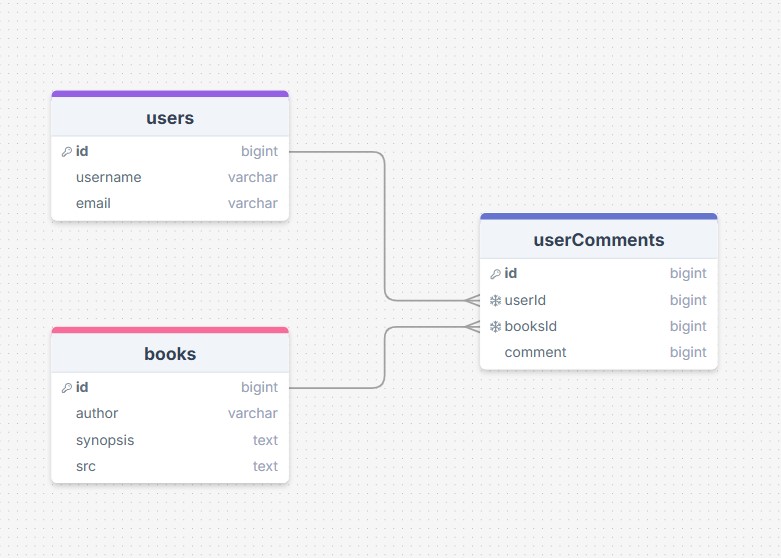 users
id bigint
username varchar
email varchar
userComments
id bigint
userId bigint
booksId bigint
comment bigint
books
id bigint
author varchar
synopsis text
src text